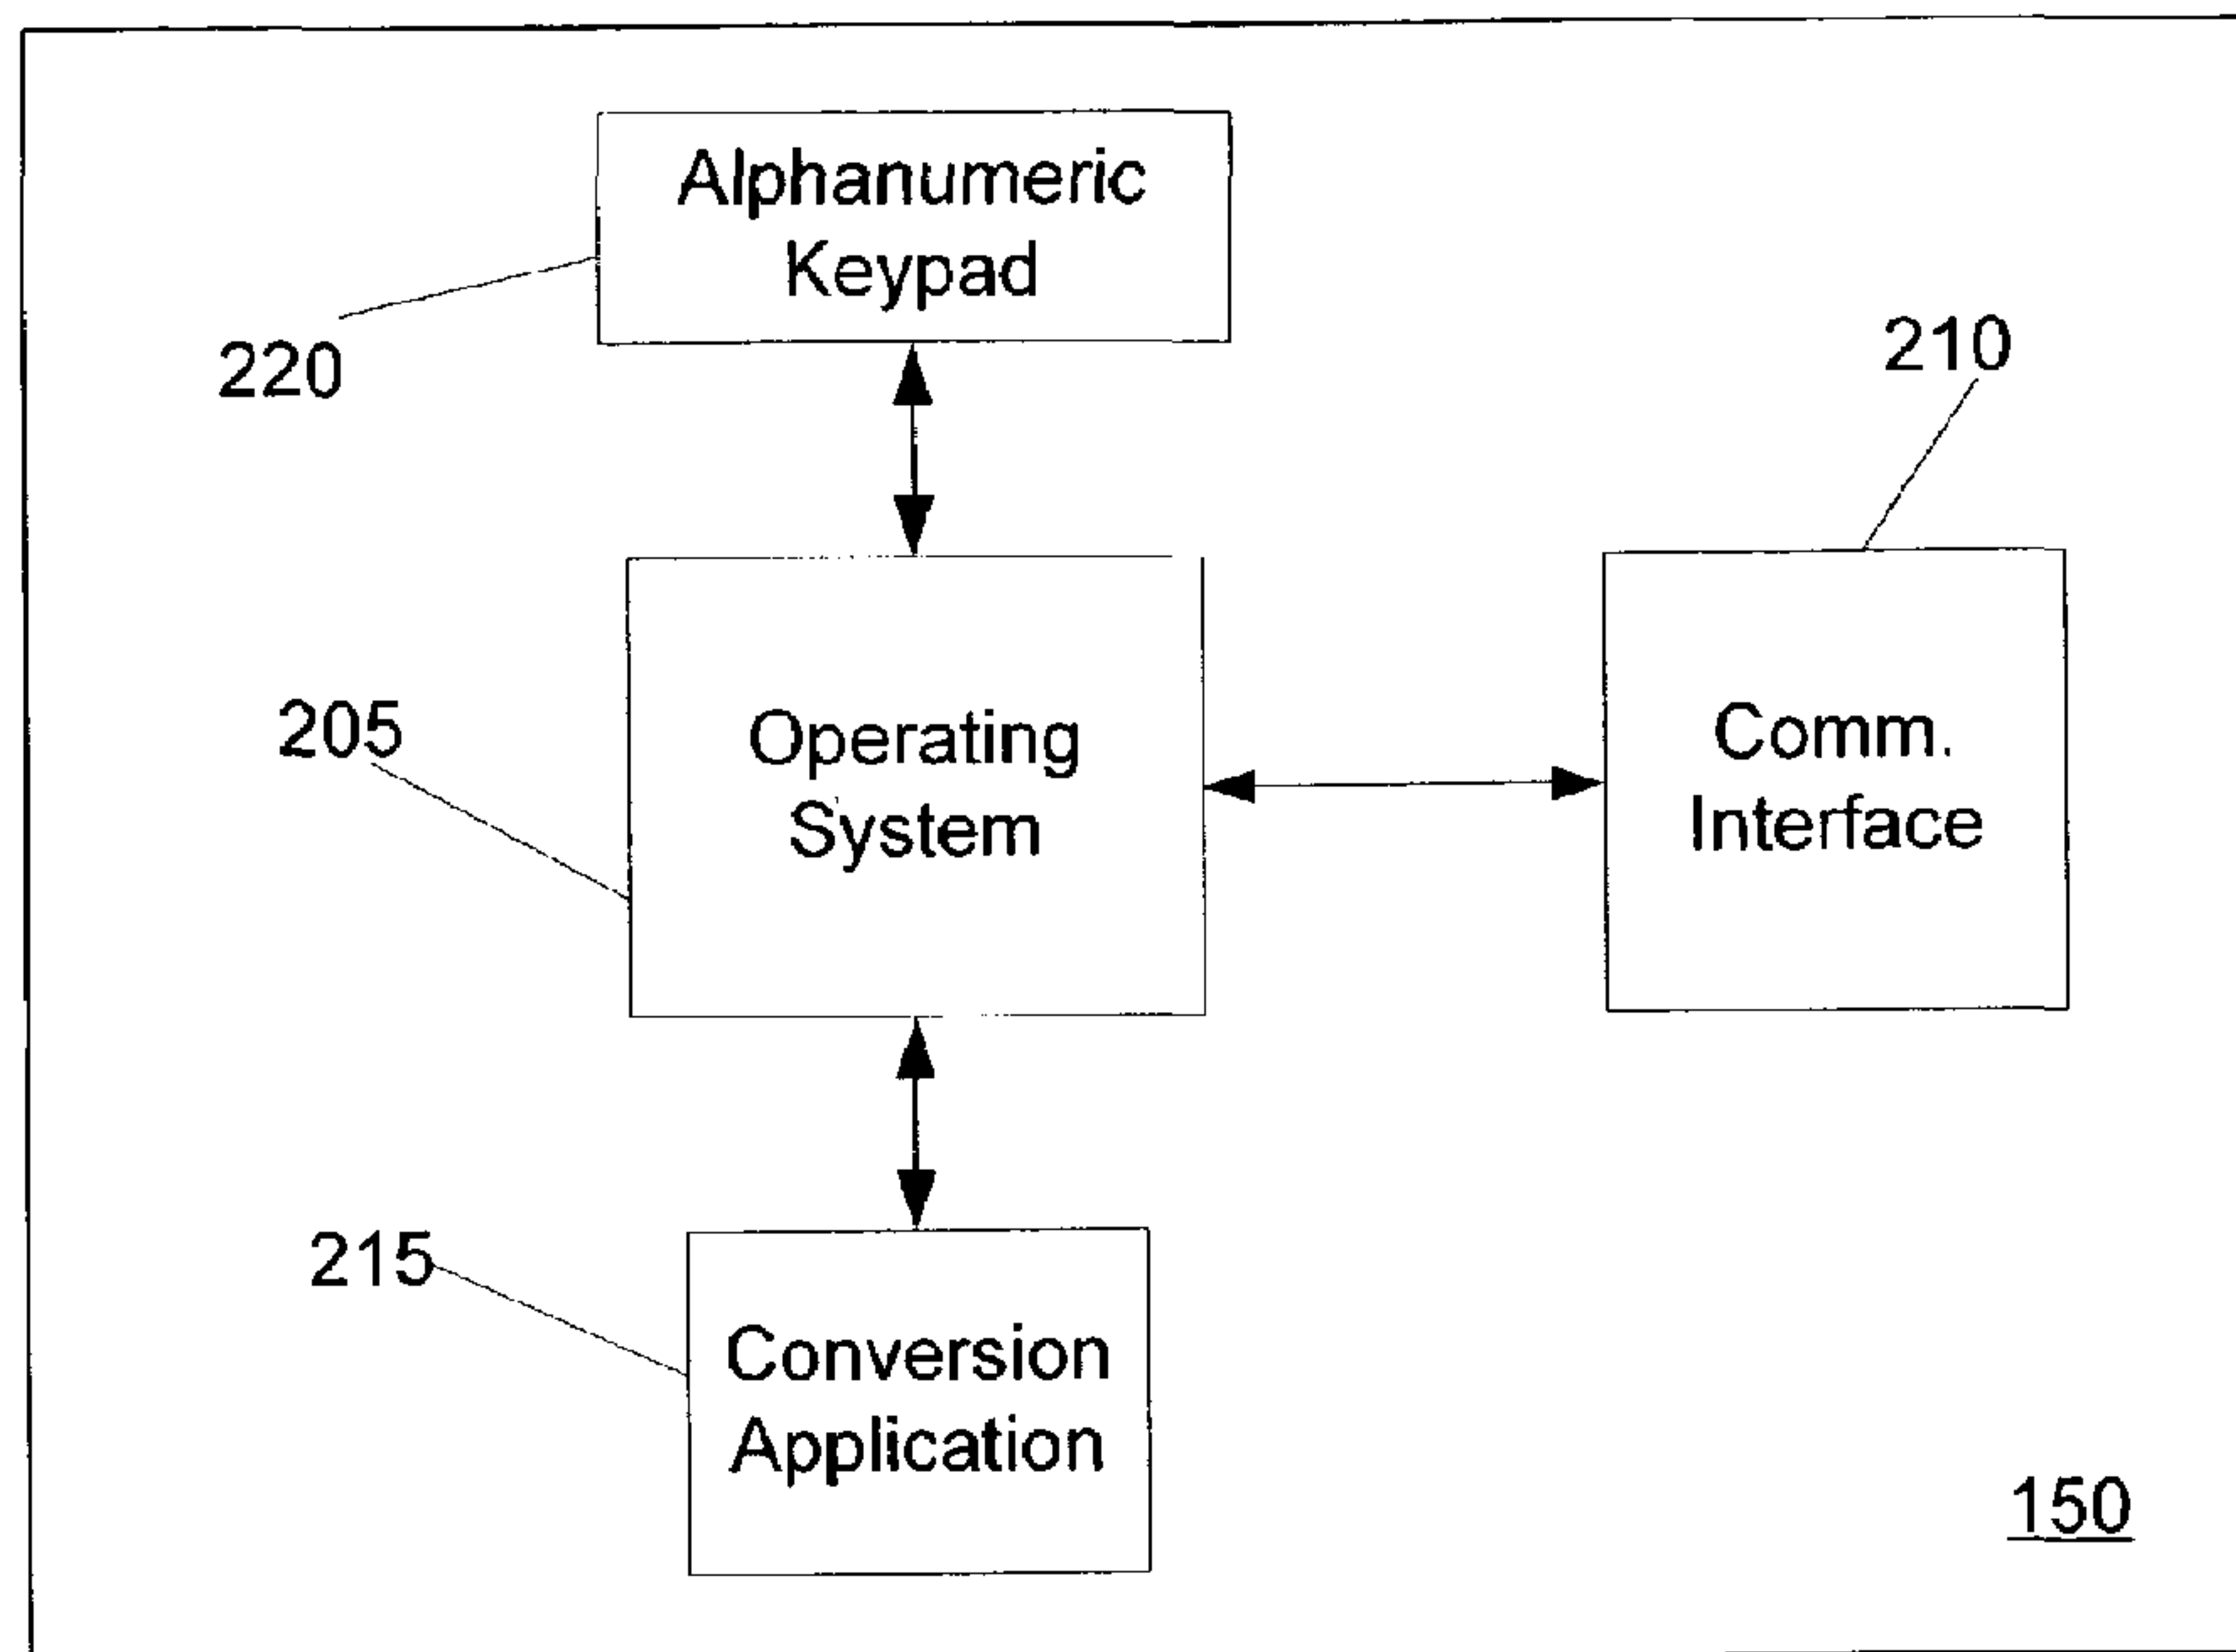 Alphanumeric
Keypad
220
210
205
Operating
System
Comm.
Interface
215
Conversion
Application
150